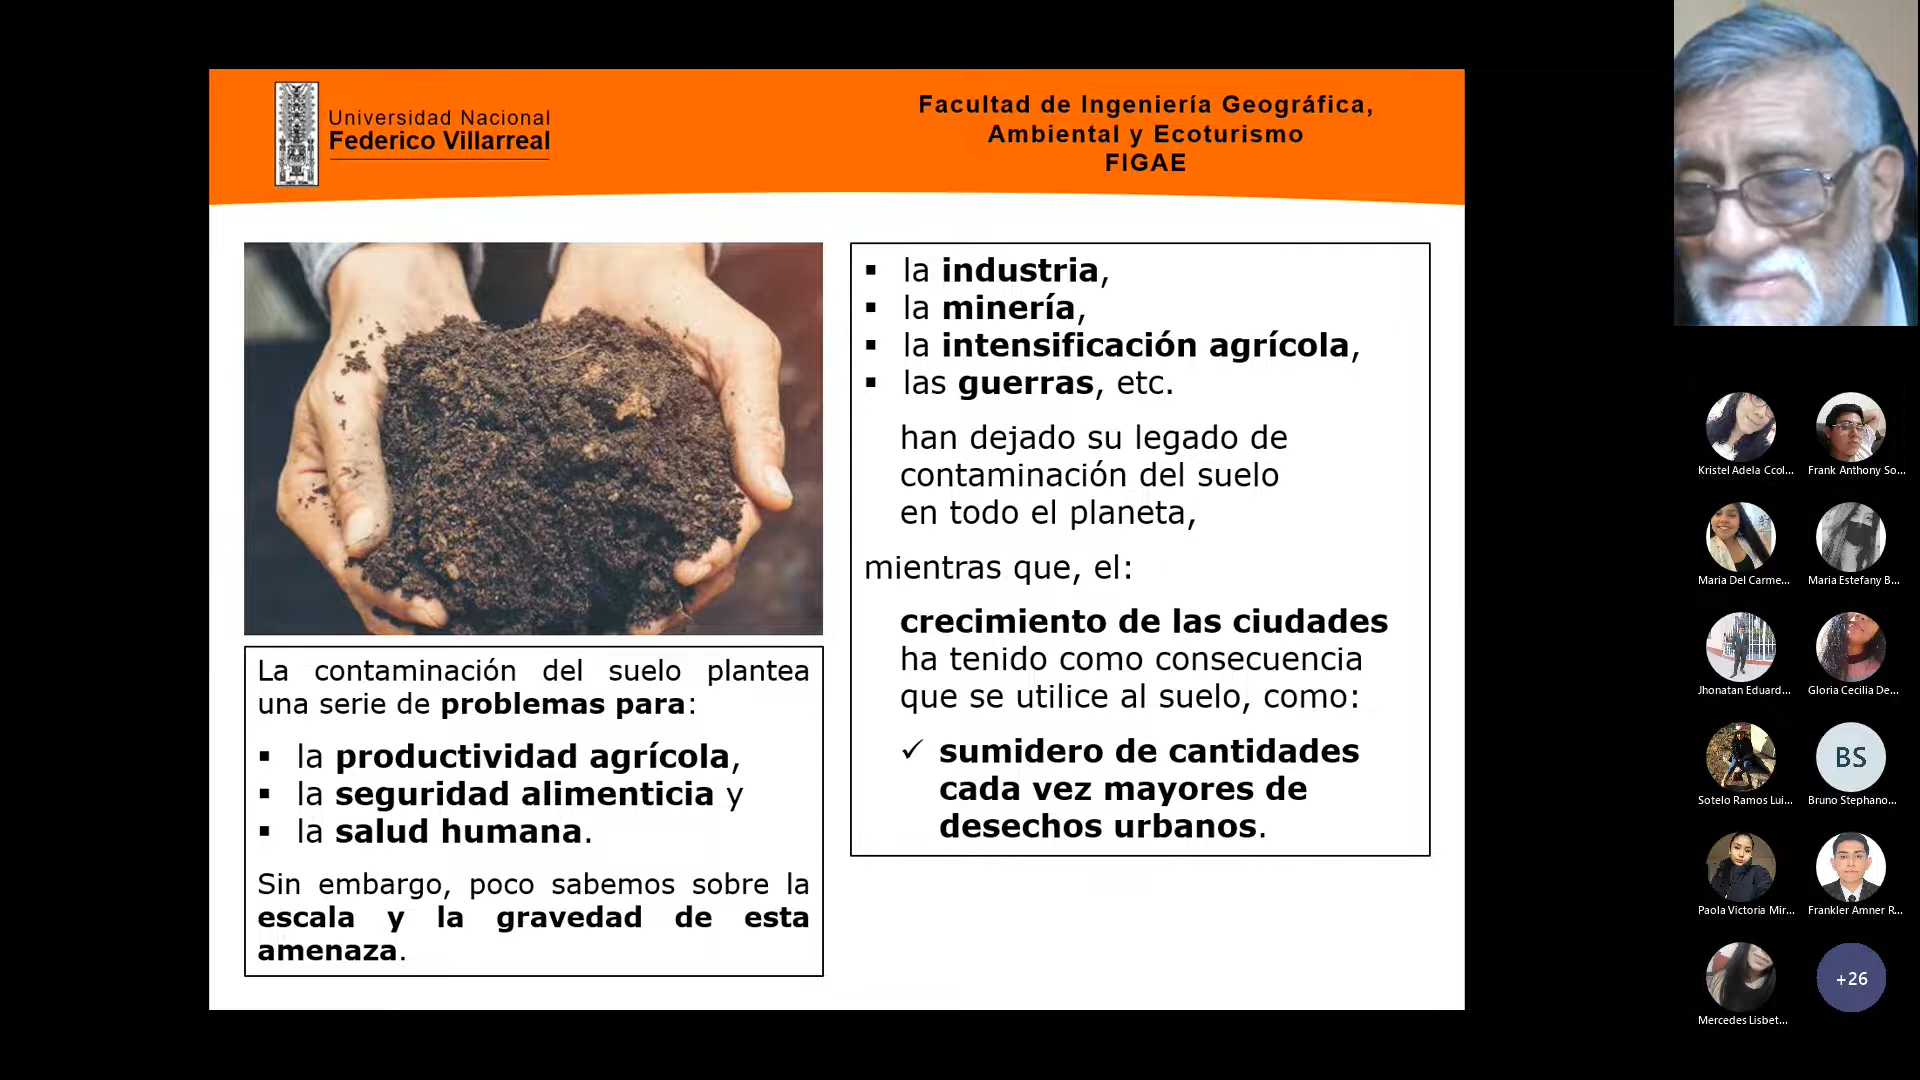 Universidad Nacional
Federico Villarreal
Facultad de Ingeniería Geográfica,
Ambiental y Ecoturismo
FIGAE
La contaminación del suelo plantea
una serie de problemas para:
▪ la productividad agrícola,
▪ la seguridad alimenticia y
▪ la salud humana.
Sin embargo, poco sabemos sobre la
escala y la gravedad de esta
amenaza.
▪ la industria,
▪ la minería,
▪ la intensificación agrícola,
▪ las guerras, etc.
han dejado su legado de
contaminación del suelo
en todo el planeta,
mientras que, el:
crecimiento de las ciudades
ha tenido como consecuencia
que se utilice al suelo, como:
✓ sumidero de cantidades
cada vez mayores de
desechos urbanos.
Kristel Adela Ccol...
Frank Anthony So...
Maria Del Carme...
Maria Estefany B...
Jhonatan Eduard...
Gloria Cecilia De...
Sotelo Ramos Lui...
BS
Bruno Stephano...
Paola Victoria Mir...
Frankler Amner R...
Mercedes Lisbet...
+26